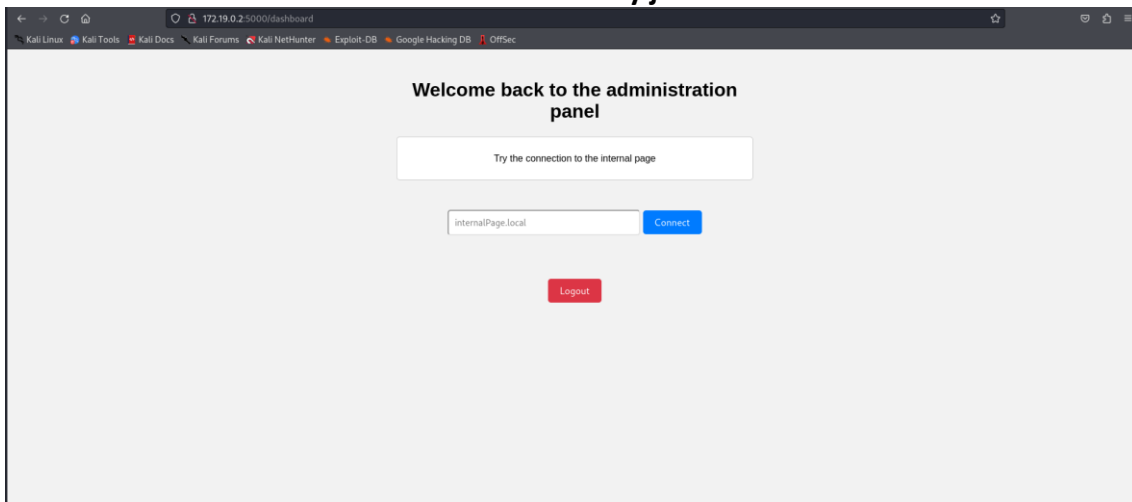 172.19.0.2:5000/dashboard
Kali Linux Kali Tools Kali Docs Kali Forums Kali NetHunter Exploit-DB Google Hacking DB OffSec
Welcome back to the administration
panel
Try the connection to the internal page
internalPage.local Connect
Logout